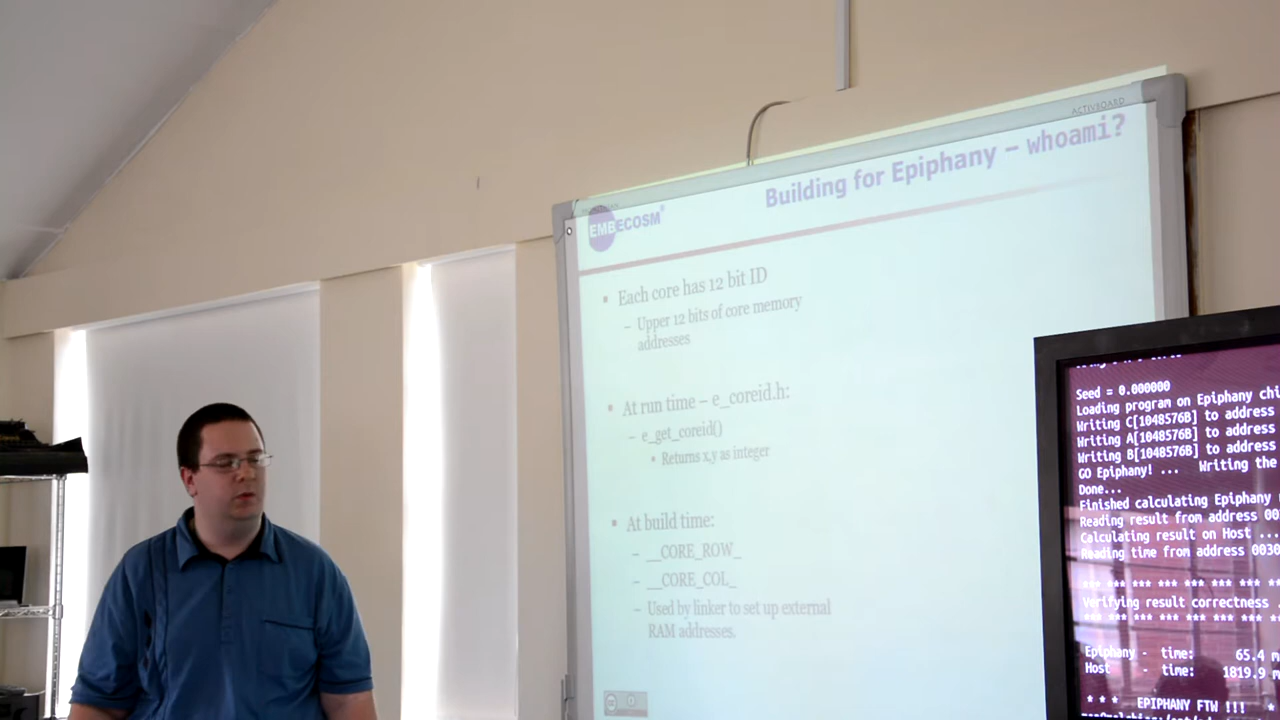 ACTIVBOARD
EMBECOSM®
Building for Epiphany – whoami?
▪ Each core has 12 bit ID
– Upper 12 bits of core memory
addresses
▪ At run time – e_coreid.h:
– e_get_coreid()
• Returns x,y as integer
▪ At build time:
– __CORE_ROW_
– __CORE_COL_
– Used by linker to set up external
RAM addresses.
Seed = 0.000000
Loading program on Epiphany chi
Writing C[1048576B] to address
Writing A[1048576B] to address
Writing B[1048576B] to address
GO Epiphany! ... Writing the
Done...
Finished calculating Epiphany
Reading result from address 00
Calculating result on Host ...
Reading time from address 0030
*** *** *** *** *** *** *
Verifying result correctness .
*** *** *** *** *** *** *
Epiphany - time: 65.4 m
Host - time: 1819.9 m
* * * EPIPHANY FTW !!! *